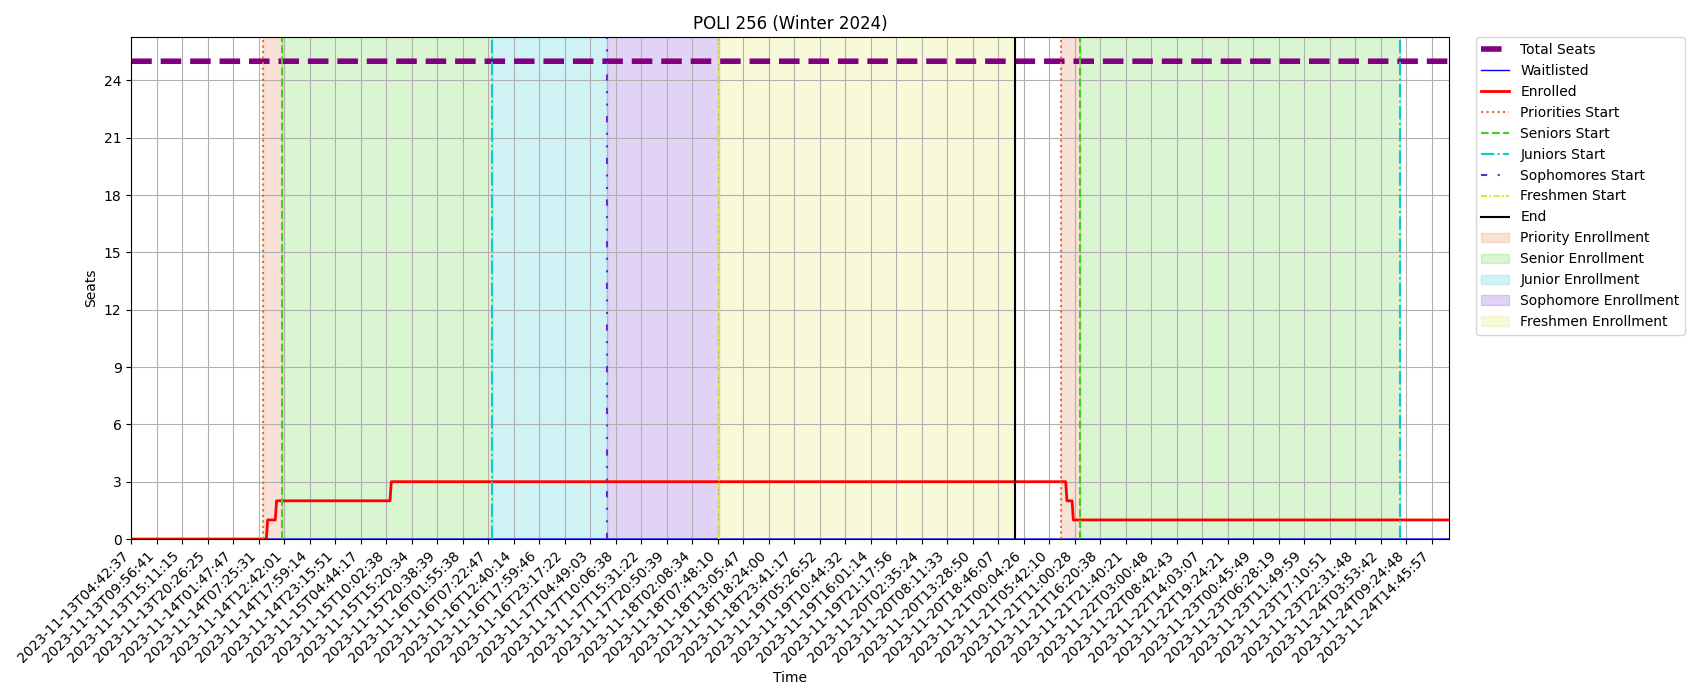 POLI 256 (Winter 2024)
Seats
24
21
18
15
12
9
6
3
0
2023-11-13T04:42:37
2023-11-13T09:56:41
2023-11-13T15:11:15
2023-11-13T20:26:25
2023-11-14T01:47:47
2023-11-14T07:25:31
2023-11-14T12:42:01
2023-11-14T17:59:14
2023-11-14T23:15:51
2023-11-15T04:44:17
2023-11-15T10:02:38
2023-11-15T15:20:34
2023-11-15T20:38:39
2023-11-16T01:55:38
2023-11-16T07:22:47
2023-11-16T12:40:14
2023-11-16T17:59:46
2023-11-16T23:17:22
2023-11-17T04:49:03
2023-11-17T10:06:38
2023-11-17T15:31:22
2023-11-17T20:50:39
2023-11-18T02:08:34
2023-11-18T07:48:10
2023-11-18T13:05:47
2023-11-18T18:24:00
2023-11-18T23:41:17
2023-11-19T05:26:52
2023-11-19T10:44:32
2023-11-19T16:01:14
2023-11-19T21:17:56
2023-11-20T02:35:24
2023-11-20T08:11:33
2023-11-20T13:28:50
2023-11-20T18:46:07
2023-11-21T00:04:26
2023-11-21T05:42:10
2023-11-21T11:00:28
2023-11-21T16:20:38
2023-11-21T21:40:21
2023-11-22T03:00:48
2023-11-22T08:42:43
2023-11-22T14:03:07
2023-11-22T19:24:21
2023-11-23T00:45:49
2023-11-23T06:28:19
2023-11-23T11:49:59
2023-11-23T17:10:51
2023-11-23T22:31:48
2023-11-24T03:53:42
2023-11-24T09:24:48
2023-11-24T14:45:57
Time
Total Seats
Waitlisted
Enrolled
Priorities Start
Seniors Start
Juniors Start
Sophomores Start
Freshmen Start
End
Priority Enrollment
Senior Enrollment
Junior Enrollment
Sophomore Enrollment
Freshmen Enrollment